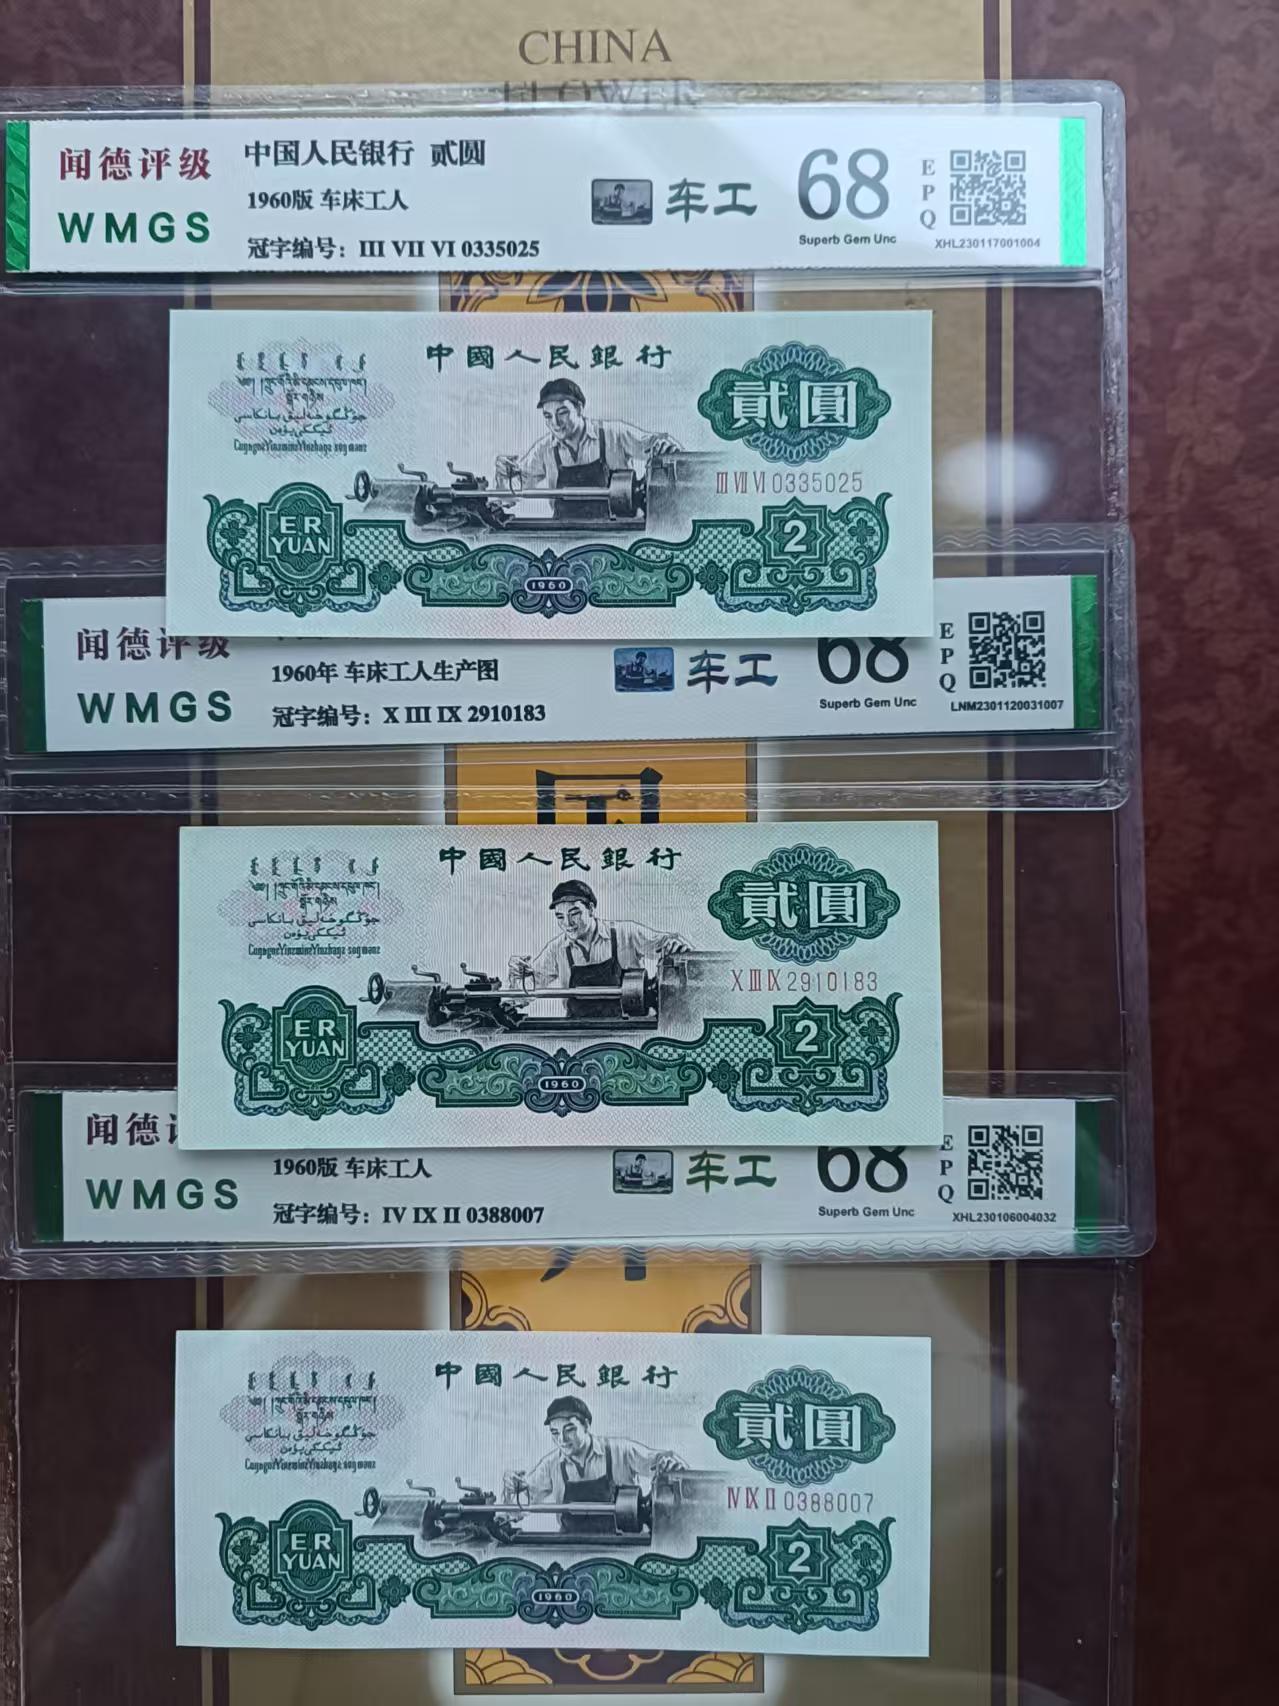 CHINA
FLOWER
闻德评级
WMGS
中国人民银行 贰圆
1960版 车床工人
冠字编号：III VII VI 0335025
车工
68
Superb Gem Unc
EPQ
XHL230117001004
中國人民銀行
貳圓
CungguzYinzminzYinzhangz
III VII VI 0335025
ER
YUAN
1960
2
闻德评级
WMGS
1960年 车床工人生产图
冠字编号：X III IX 2910183
车工
68
Superb Gem Unc
EPQ
LNM2301120031007
中國人民銀行
貳圓
X III IX 2910183
ER
YUAN
1960
2
闻德
WMGS
1960版 车床工人
冠字编号：IV IX II 0388007
车工
68
Superb Gem Unc
EPQ
XHL230106004032
中國人民銀行
貳圓
IV IX II 0388007
ER
YUAN
1960
2